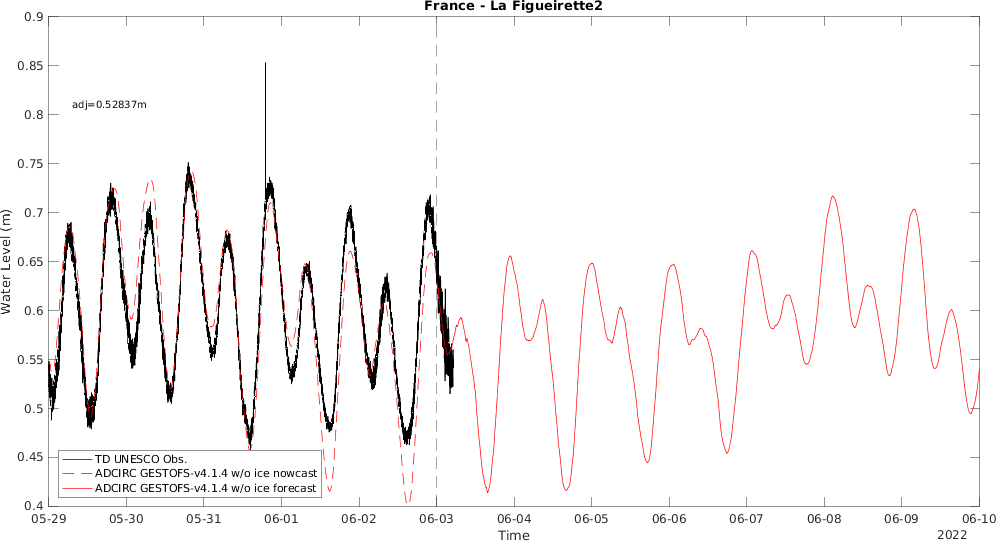 France - La Figueirette2
0.9
0.85
0.8
0.75
0.7
0.65
0.6
0.55
0.5
0.45
0.4
Water Level (m)
adj=0.52837m
TD UNESCO Obs.
ADCIRC GESTOFS-v4.1.4 w/o ice nowcast
ADCIRC GESTOFS-v4.1.4 w/o ice forecast
05-29 05-30 05-31 06-01 06-02 06-03 06-04 06-05 06-06 06-07 06-08 06-09 06-10
Time
2022